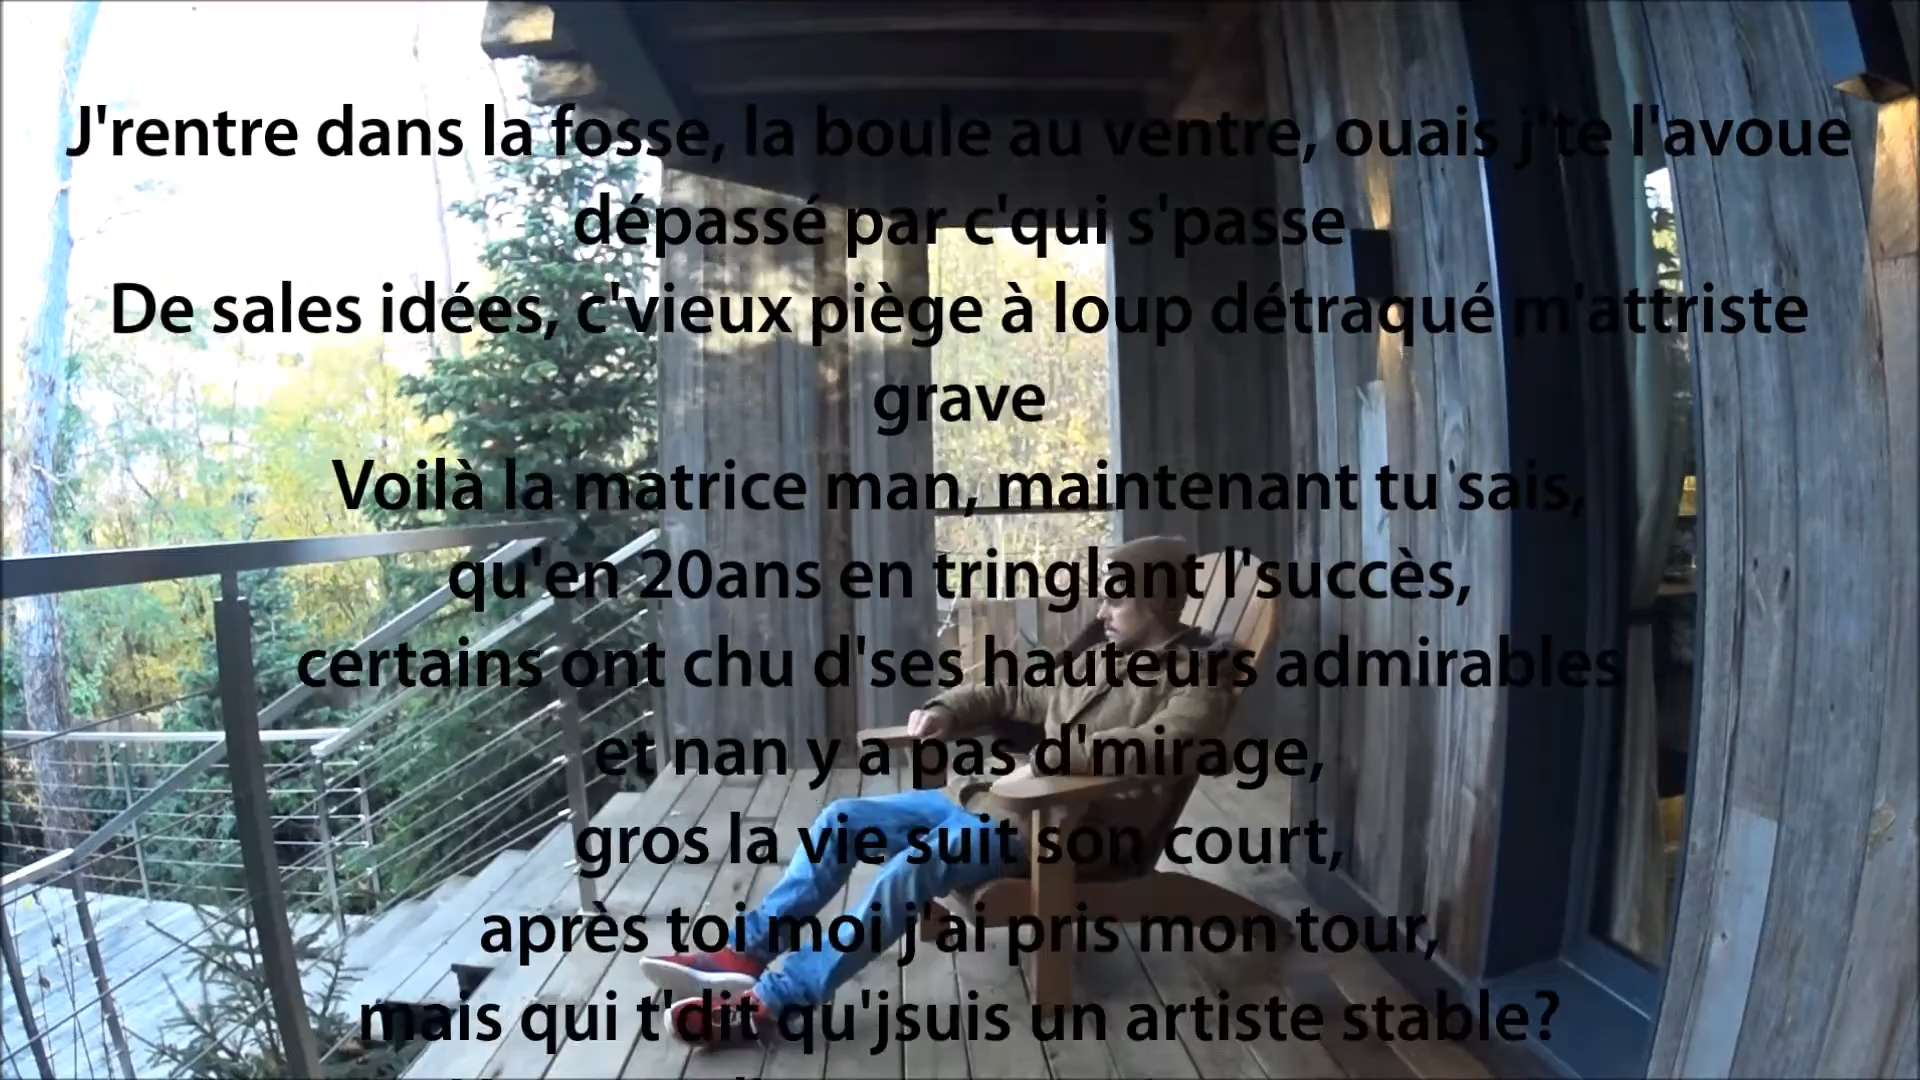 J'rentre dans la fosse, la boule au ventre, ouais j'te l'avoue
dépassé par c'qui s'passe
De sales idées, c'vieux piège à loup détraqué m'attriste
grave
Voilà la matrice man, maintenant tu sais,
qu'en 20ans en tringlant l'succès,
certains ont chu d'ses hauteurs admirables
et nan y a pas d'mirage,
gros la vie suit son court,
après toi moi j'ai pris mon tour,
mais qui t'dit qu'jsuis un artiste stable?